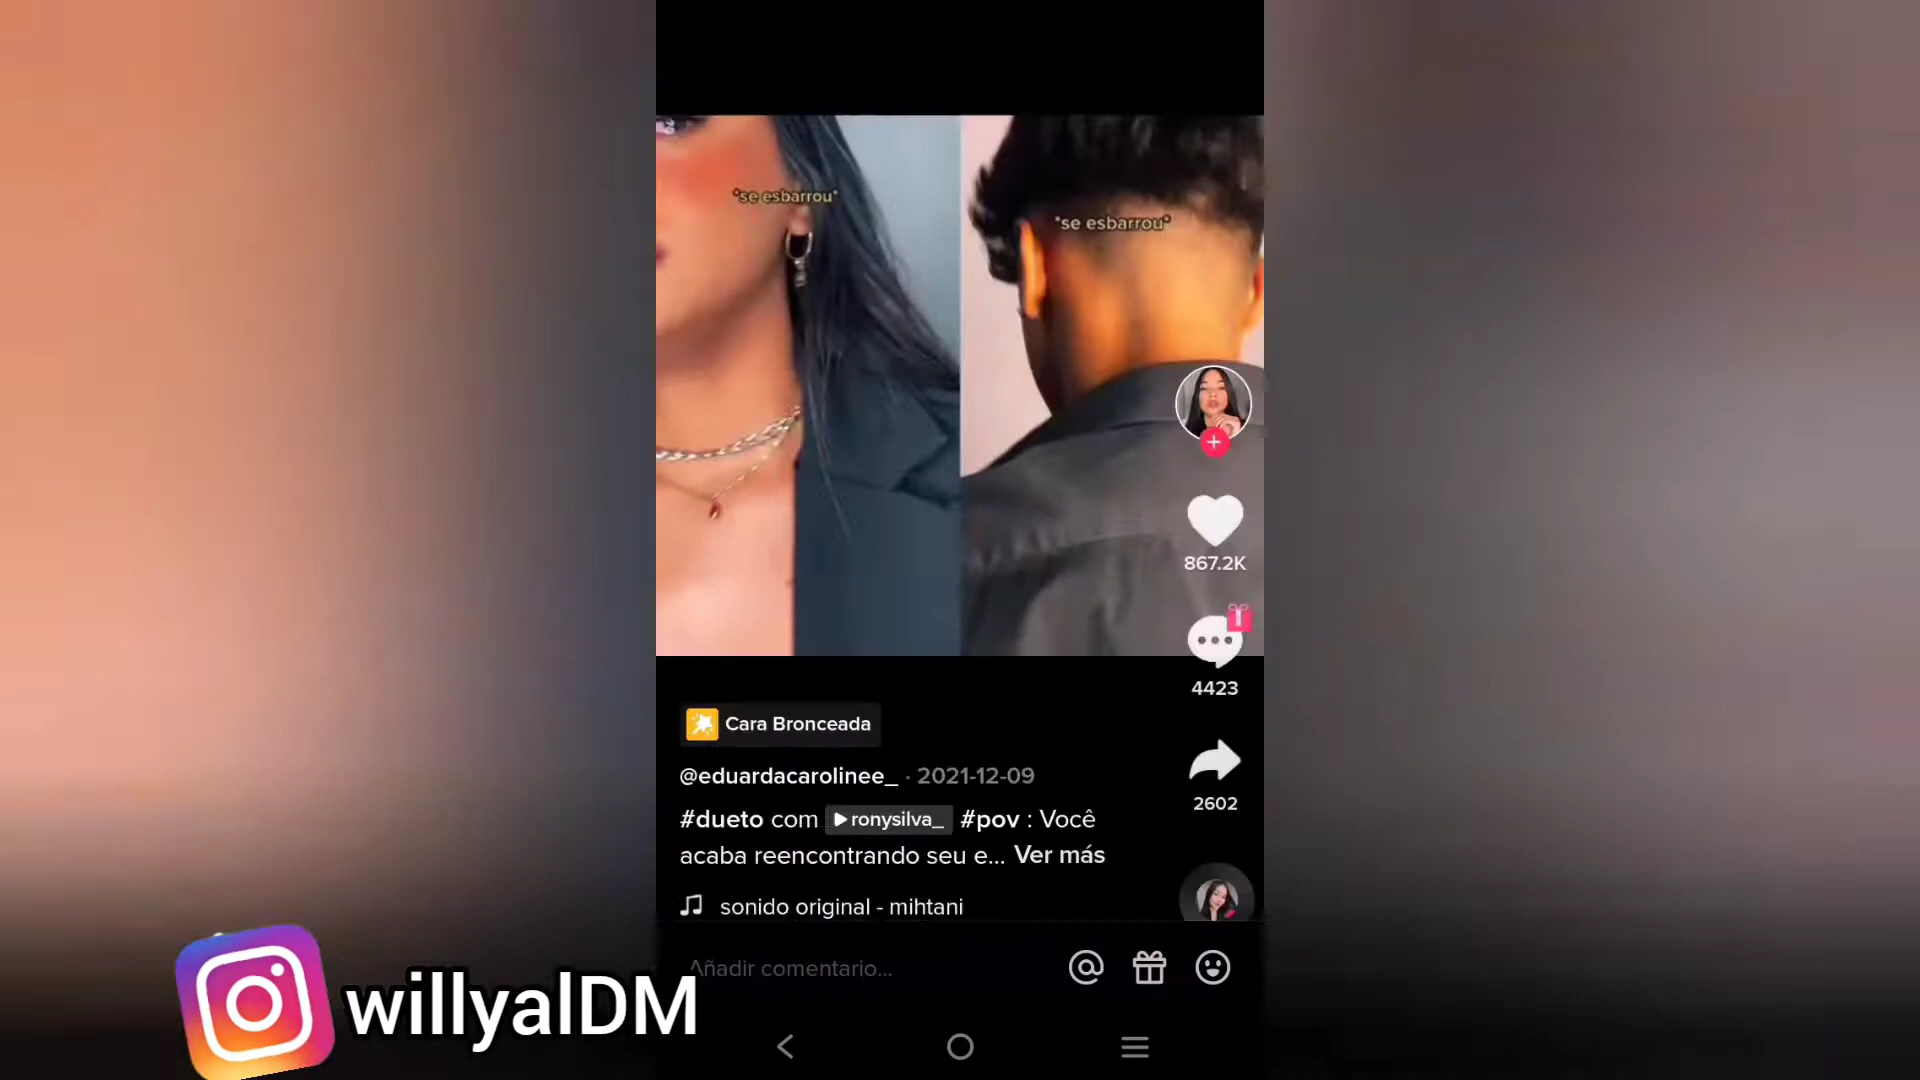 *se esbarrou*
*se esbarrou*
867.2K
4423
Cara Bronceada
@eduardacarolinee_ · 2021-12-09
2602
#dueto com ronysilva_ #pov : Você
acaba reencontrando seu e... Ver más
sonido original - mihtani
Añadir comentario...
willyalDM